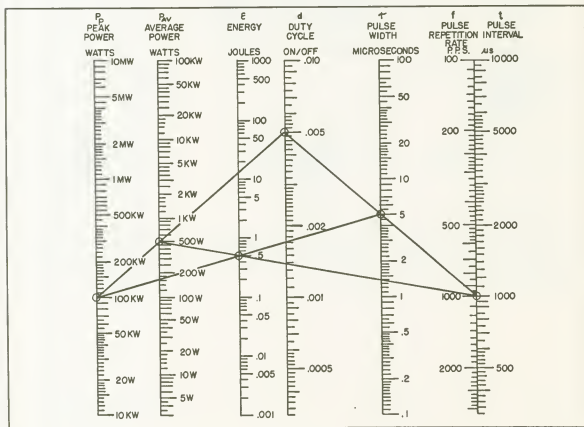 Pp
PEAK
POWER
WATTS
10MW
5MW
2MW
1MW
500KW
200KW
100KW
50KW
20KW
10KW
PAV
AVERAGE
POWER
WATTS
100KW
50KW
20KW
10KW
5KW
2KW
1KW
500W
200W
100W
50W
20W
10W
5W
E
ENERGY
JOULES
1000
500
100
50
10
5
1
.5
.1
.05
.01
.005
.001
d
DUTY
CYCLE
ON/OFF
.010
.005
.002
.001
.0005
τ
PULSE
WIDTH
MICROSECONDS
100
50
20
10
5
2
1
.5
.2
.1
f
PULSE
REPETITION
RATE
P.P.S.
100
200
500
1000
2000
t
PULSE
INTERVAL
µs
10000
5000
2000
1000
500